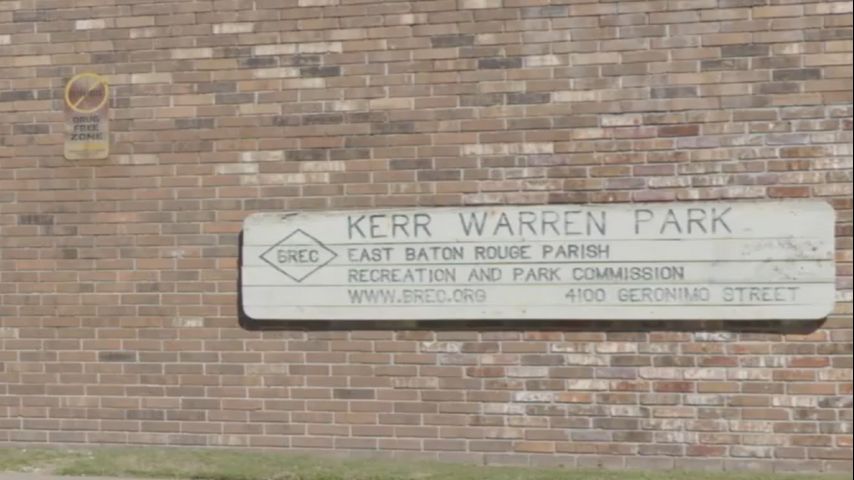 DRUG
FREE
ZONE
KERR WARREN PARK
BREC
EAST BATON ROUGE PARISH
RECREATION AND PARK COMMISSION
WWW.BREC.ORG 4100 GERONIMO STREET